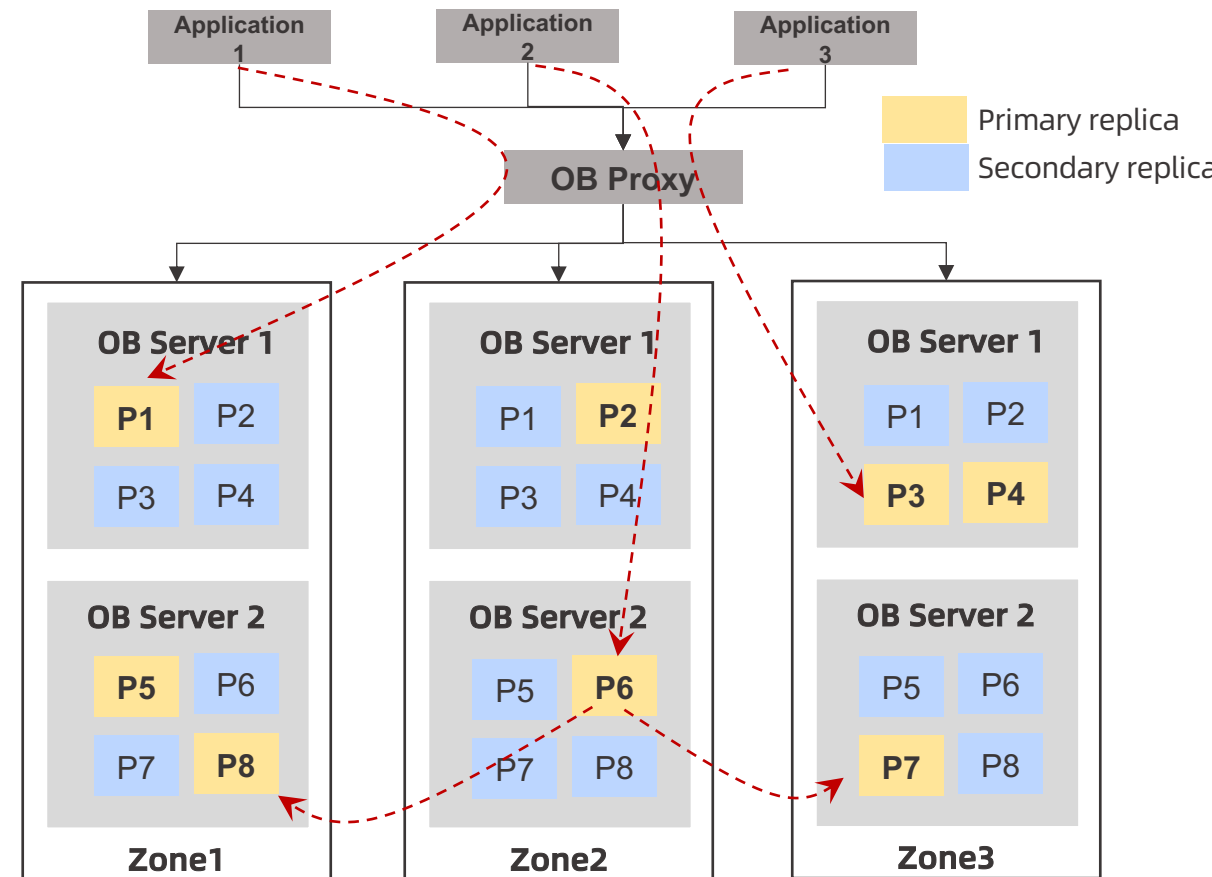 Application
1
Application
2
Application
3
Primary replica
Secondary replica
OB Proxy
OB Server 1
P1
P2
P3
P4
OB Server 2
P5
P6
P7
P8
Zone1
OB Server 1
P1
P2
P3
P4
OB Server 2
P5
P6
P7
P8
Zone2
OB Server 1
P1
P2
P3
P4
OB Server 2
P5
P6
P7
P8
Zone3